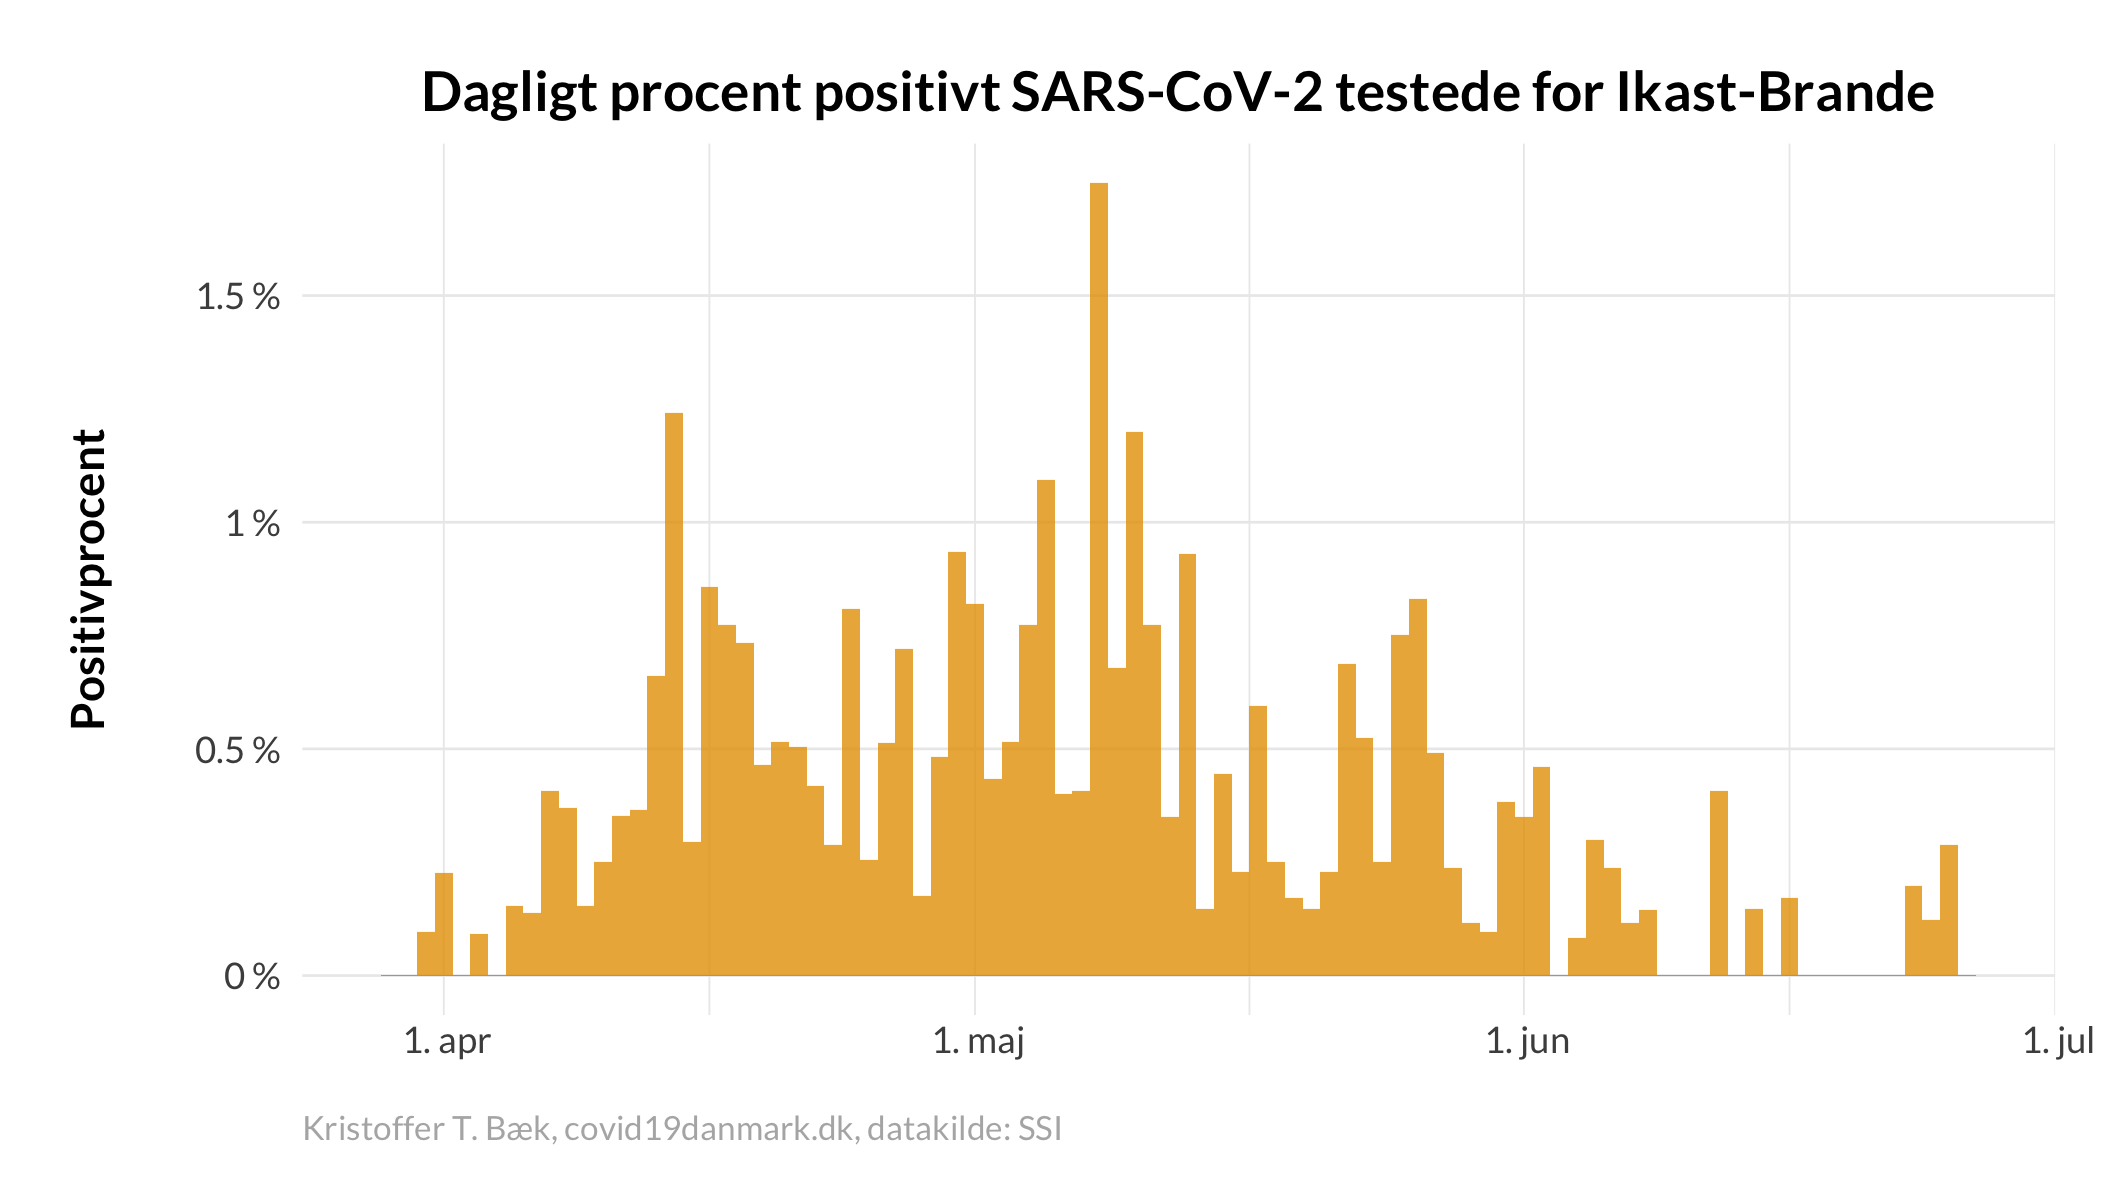 Dagligt procent positivt SARS-CoV-2 testede for Ikast-Brande
Positivprocent
1.5 %
1 %
0.5 %
0 %
1. apr
1. maj
1. jun
1. jul
Kristoffer T. Bæk, covid19danmark.dk, datakilde: SSI